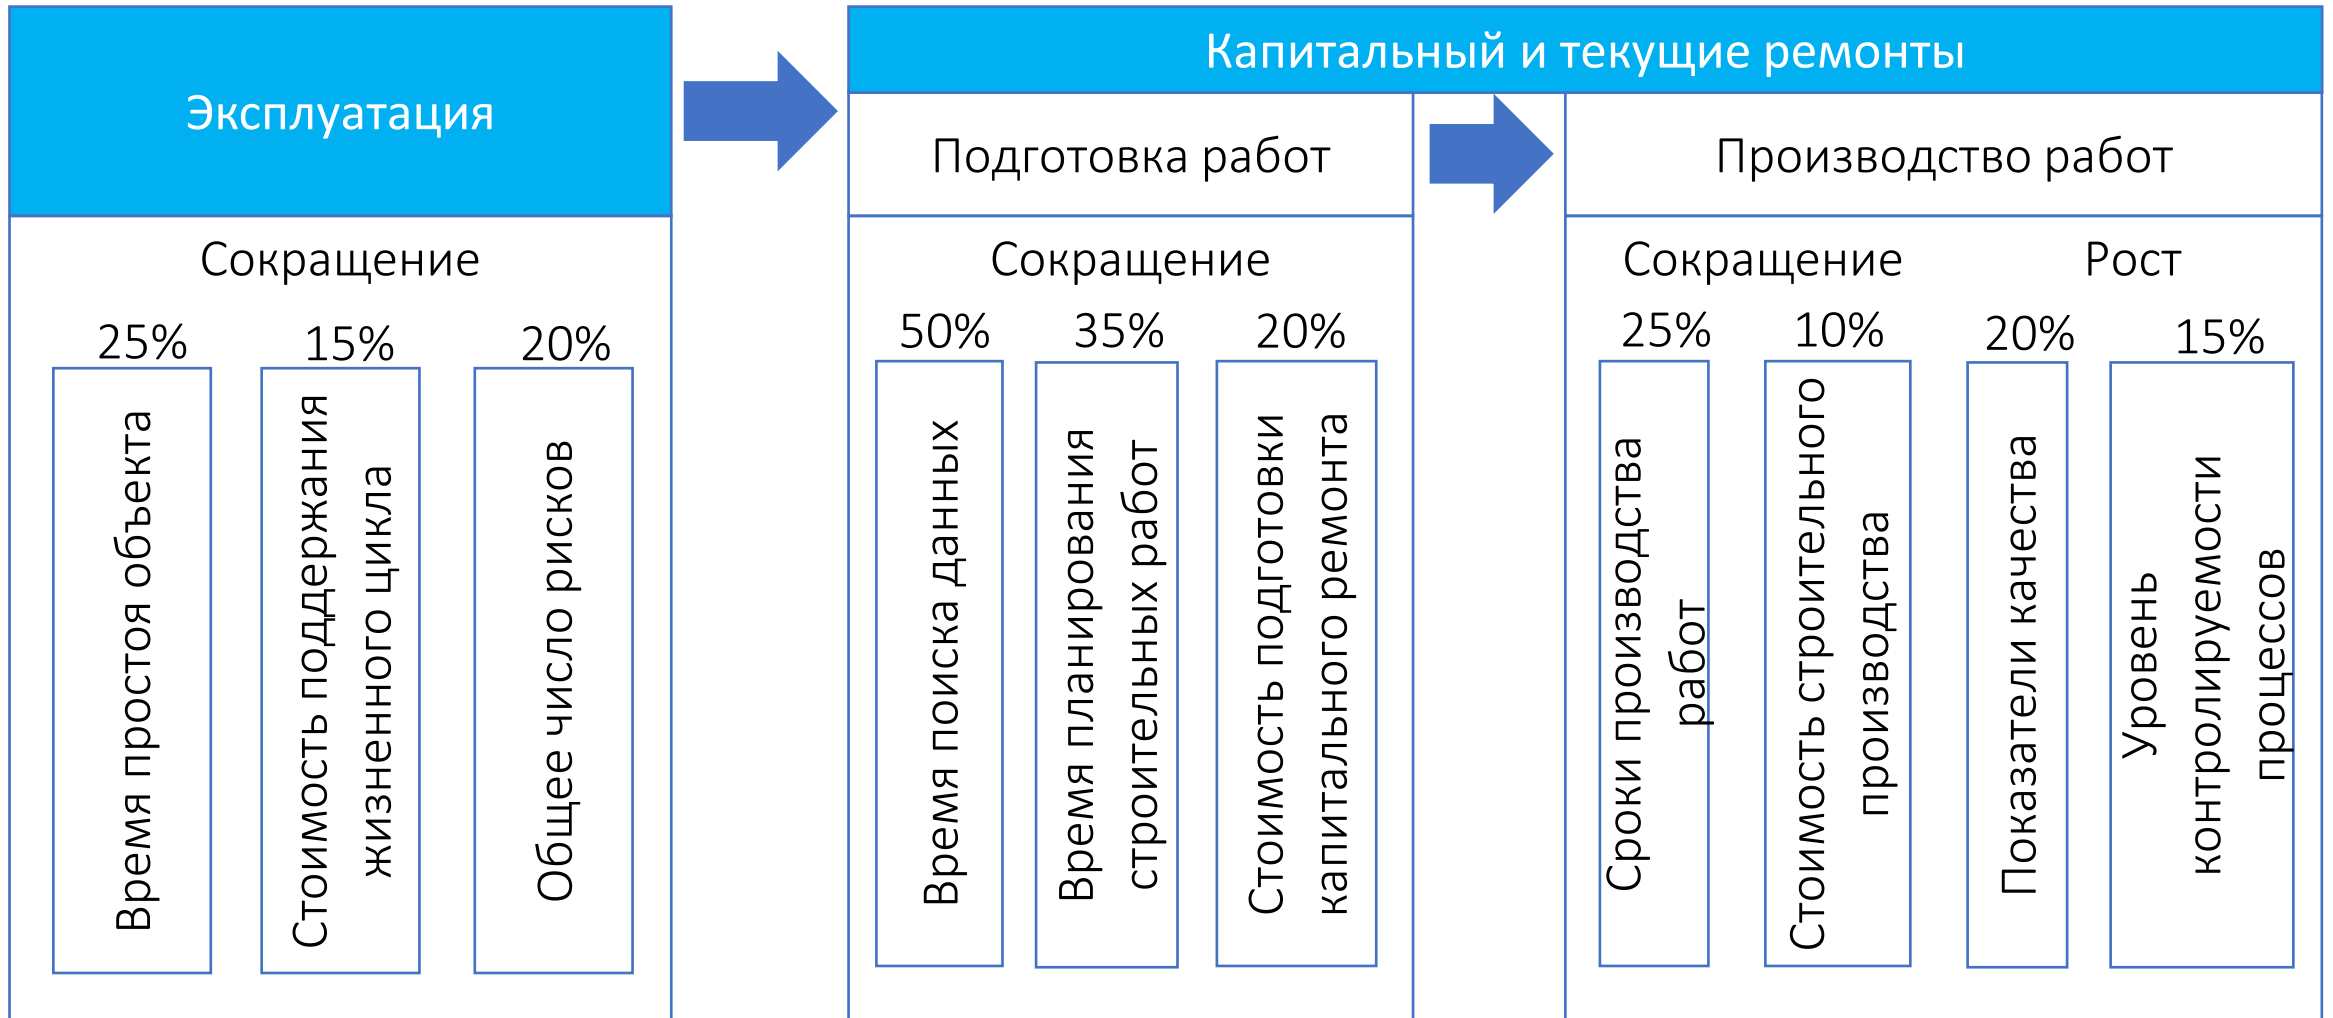 Эксплуатация
Сокращение
25%
Время простоя объекта
15%
Стоимость поддержания
жизненного цикла
20%
Общее число рисков
Капитальный и текущие ремонты
Подготовка работ
Сокращение
50%
Время поиска данных
35%
Время планирования
строительных работ
20%
Стоимость подготовки
капитального ремонта
Производство работ
Сокращение
25%
Сроки производства
работ
10%
Стоимость строительного
производства
Рост
20%
Показатели качества
15%
Уровень
контролируемости
процессов